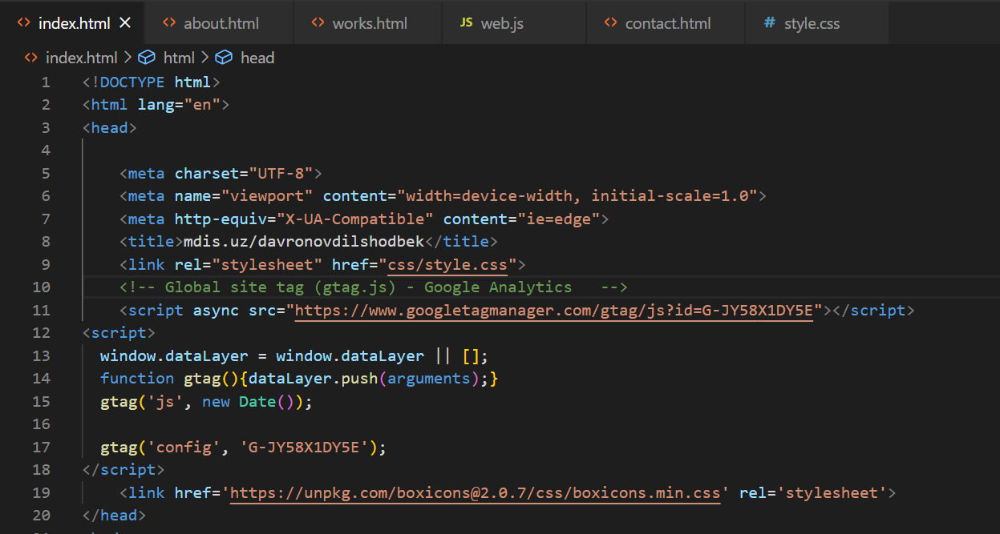 index.html about.html works.html JS web.js contact.html # style.css
index.html > html > head
1 <!DOCTYPE html>
2 <html lang="en">
3 <head>
4
5     <meta charset="UTF-8">
6     <meta name="viewport" content="width=device-width, initial-scale=1.0">
7     <meta http-equiv="X-UA-Compatible" content="ie=edge">
8     <title>mdis.uz/davronovdilshodbek</title>
9     <link rel="stylesheet" href="css/style.css">
10     <!-- Global site tag (gtag.js) - Google Analytics   -->
11     <script async src="https://www.googletagmanager.com/gtag/js?id=G-JY58X1DY5E"></script>
12 <script>
13   window.dataLayer = window.dataLayer || [];
14   function gtag(){dataLayer.push(arguments);}
15   gtag('js', new Date());
16
17   gtag('config', 'G-JY58X1DY5E');
18 </script>
19     <link href='https://unpkg.com/boxicons@2.0.7/css/boxicons.min.css' rel='stylesheet'>
20 </head>